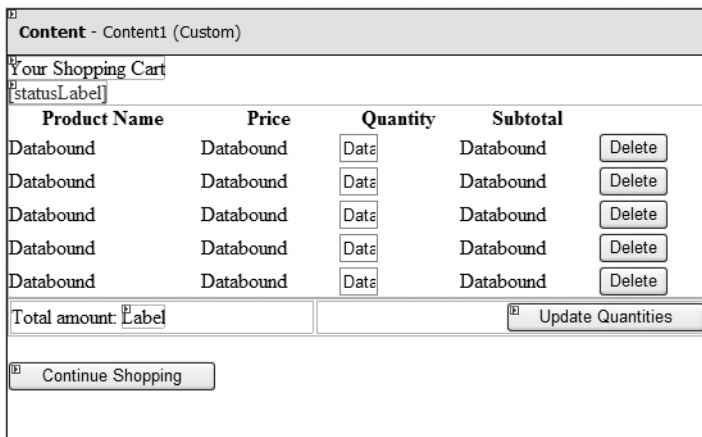 Content - Content1 (Custom)
Your Shopping Cart
[statusLabel]
Product Name Price Quantity Subtotal
Databound Databound Data Databound Delete
Databound Databound Data Databound Delete
Databound Databound Data Databound Delete
Databound Databound Data Databound Delete
Databound Databound Data Databound Delete
Total amount: Label Update Quantities
Continue Shopping